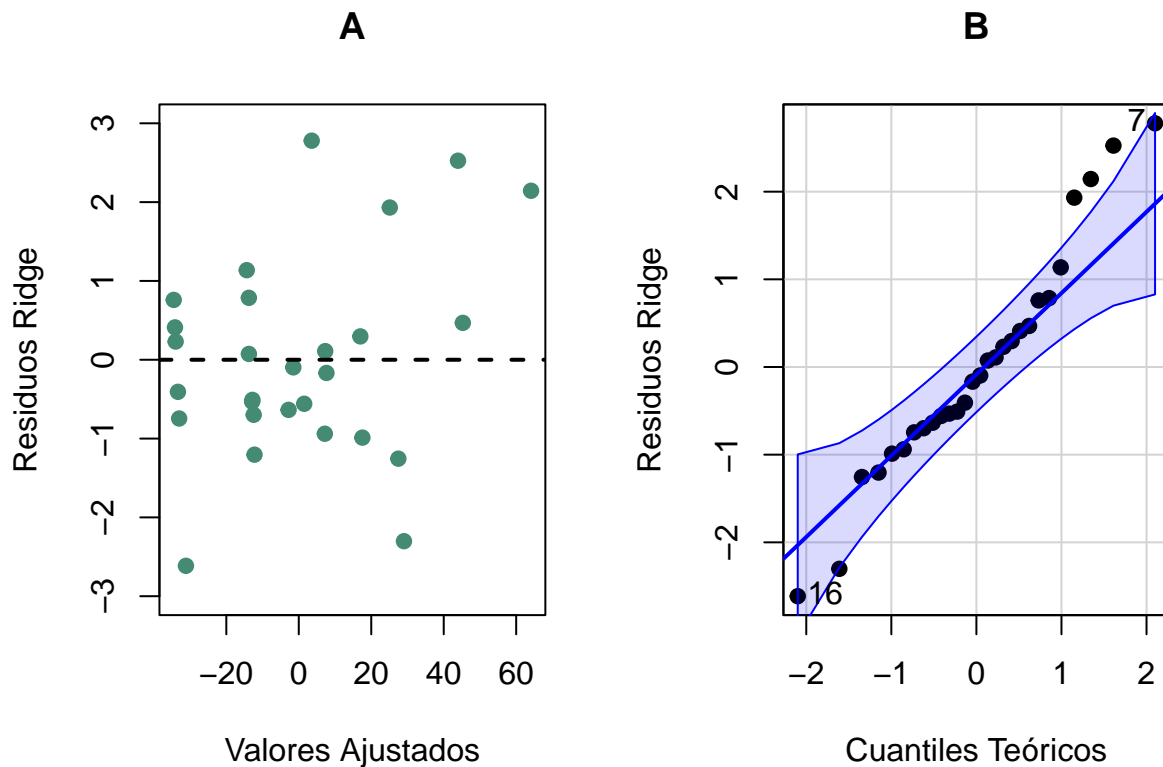 A
Residuos Ridge
3
2
1
0
−1
−2
−3
−20 0 20 40 60
Valores Ajustados
B
Residuos Ridge
2
1
0
−1
−2
7
16
−2 −1 0 1 2
Cuantiles Teóricos